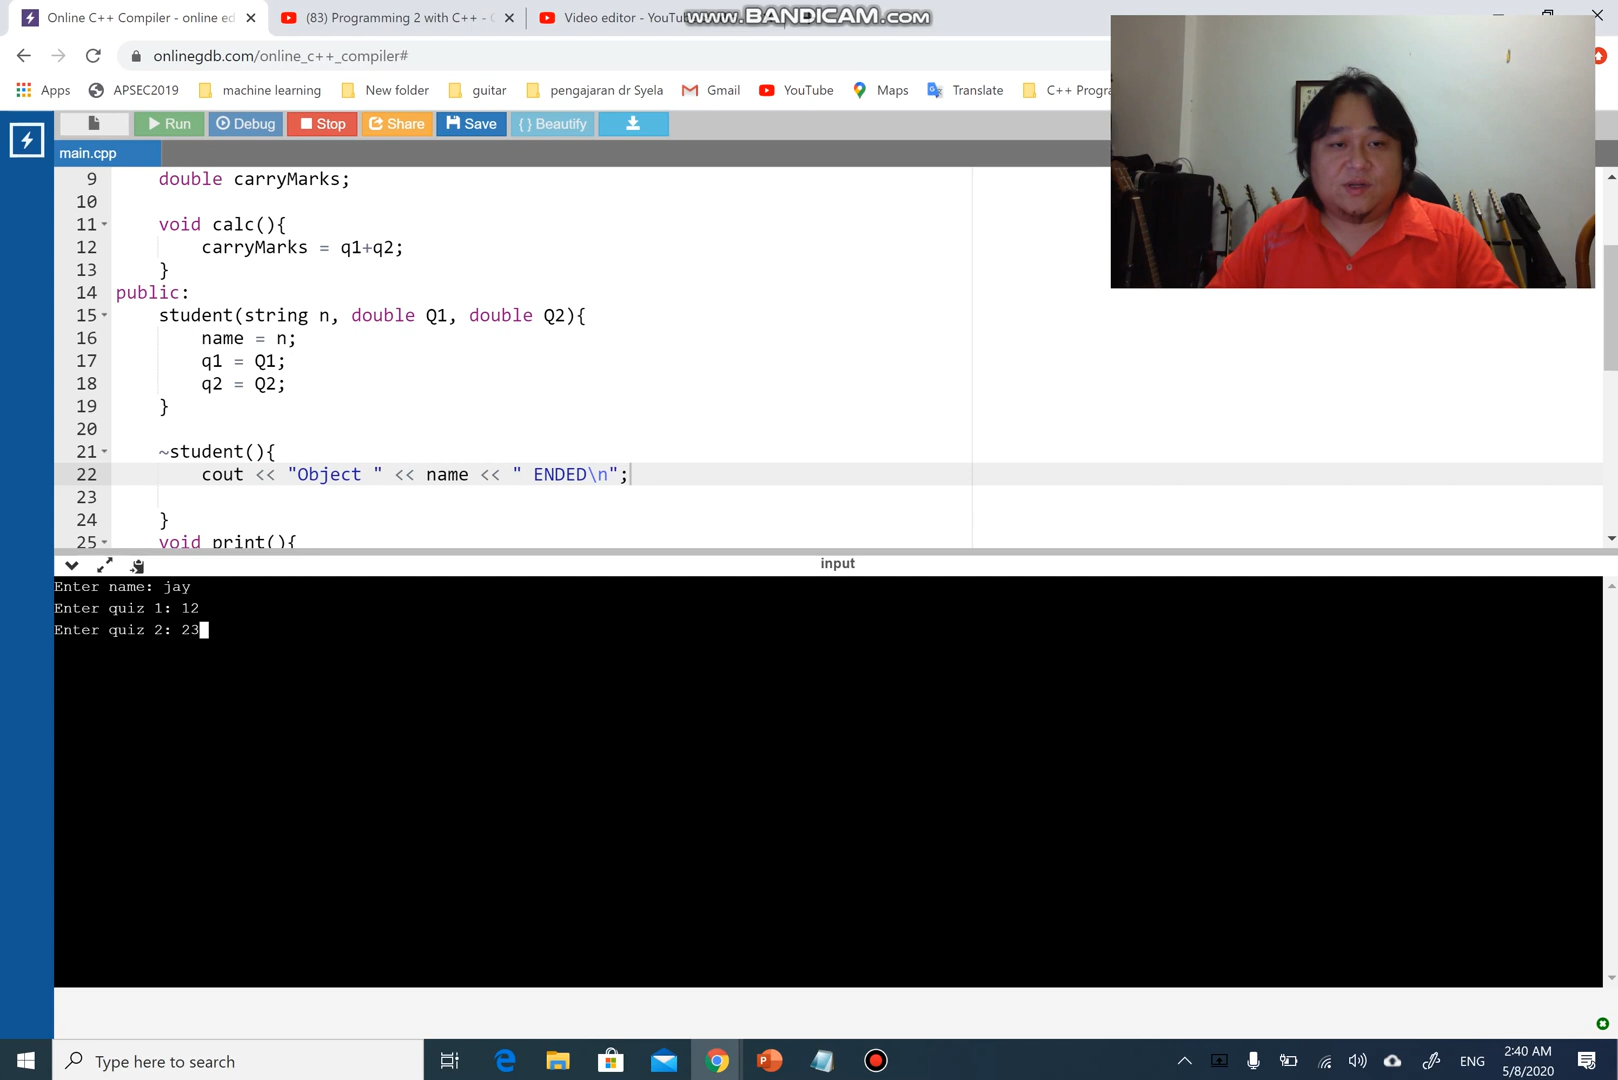 Online C++ Compiler - online ed
(83) Programming 2 with C++ -
Video editor - YouTu
www.BANDICAM.com
onlinegdb.com/online_c++_compiler#
Apps
APSEC2019
machine learning
New folder
guitar
pengajaran dr Syela
Gmail
YouTube
Maps
Translate
C++ Progra
Run
Debug
Stop
Share
Save
{ } Beautify
main.cpp
9 double carryMarks;
10
11 void calc(){
12 carryMarks = q1+q2;
13 }
14 public:
15 student(string n, double Q1, double Q2){
16 name = n;
17 q1 = Q1;
18 q2 = Q2;
19 }
20
21 ~student(){
22 cout << "Object " << name << " ENDED\n";
23
24 }
25 void print(){
input
Enter name: jay
Enter quiz 1: 12
Enter quiz 2: 23
Type here to search
ENG
2:40 AM
5/8/2020